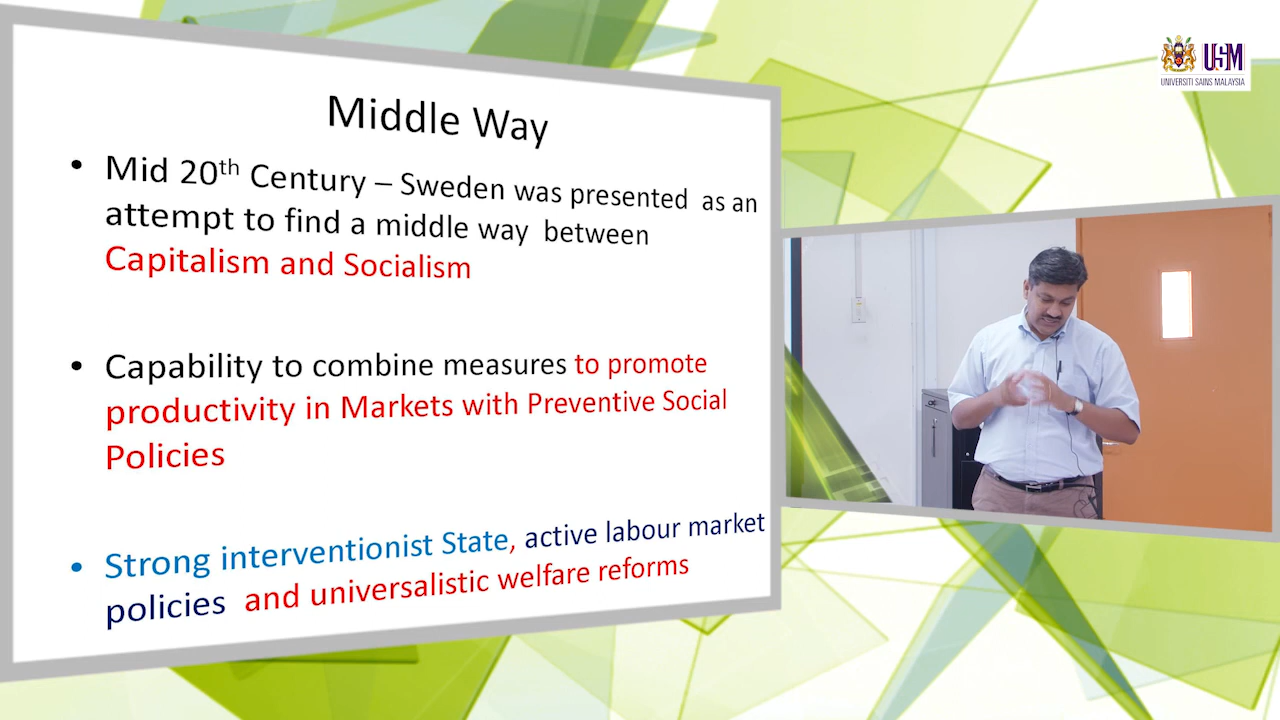 Middle Way
• Mid 20th Century – Sweden was presented as an
attempt to find a middle way between
Capitalism and Socialism
• Capability to combine measures to promote
productivity in Markets with Preventive Social
Policies
• Strong interventionist State, active labour market
policies and universalistic welfare reforms
USM
UNIVERSITI SAINS MALAYSIA